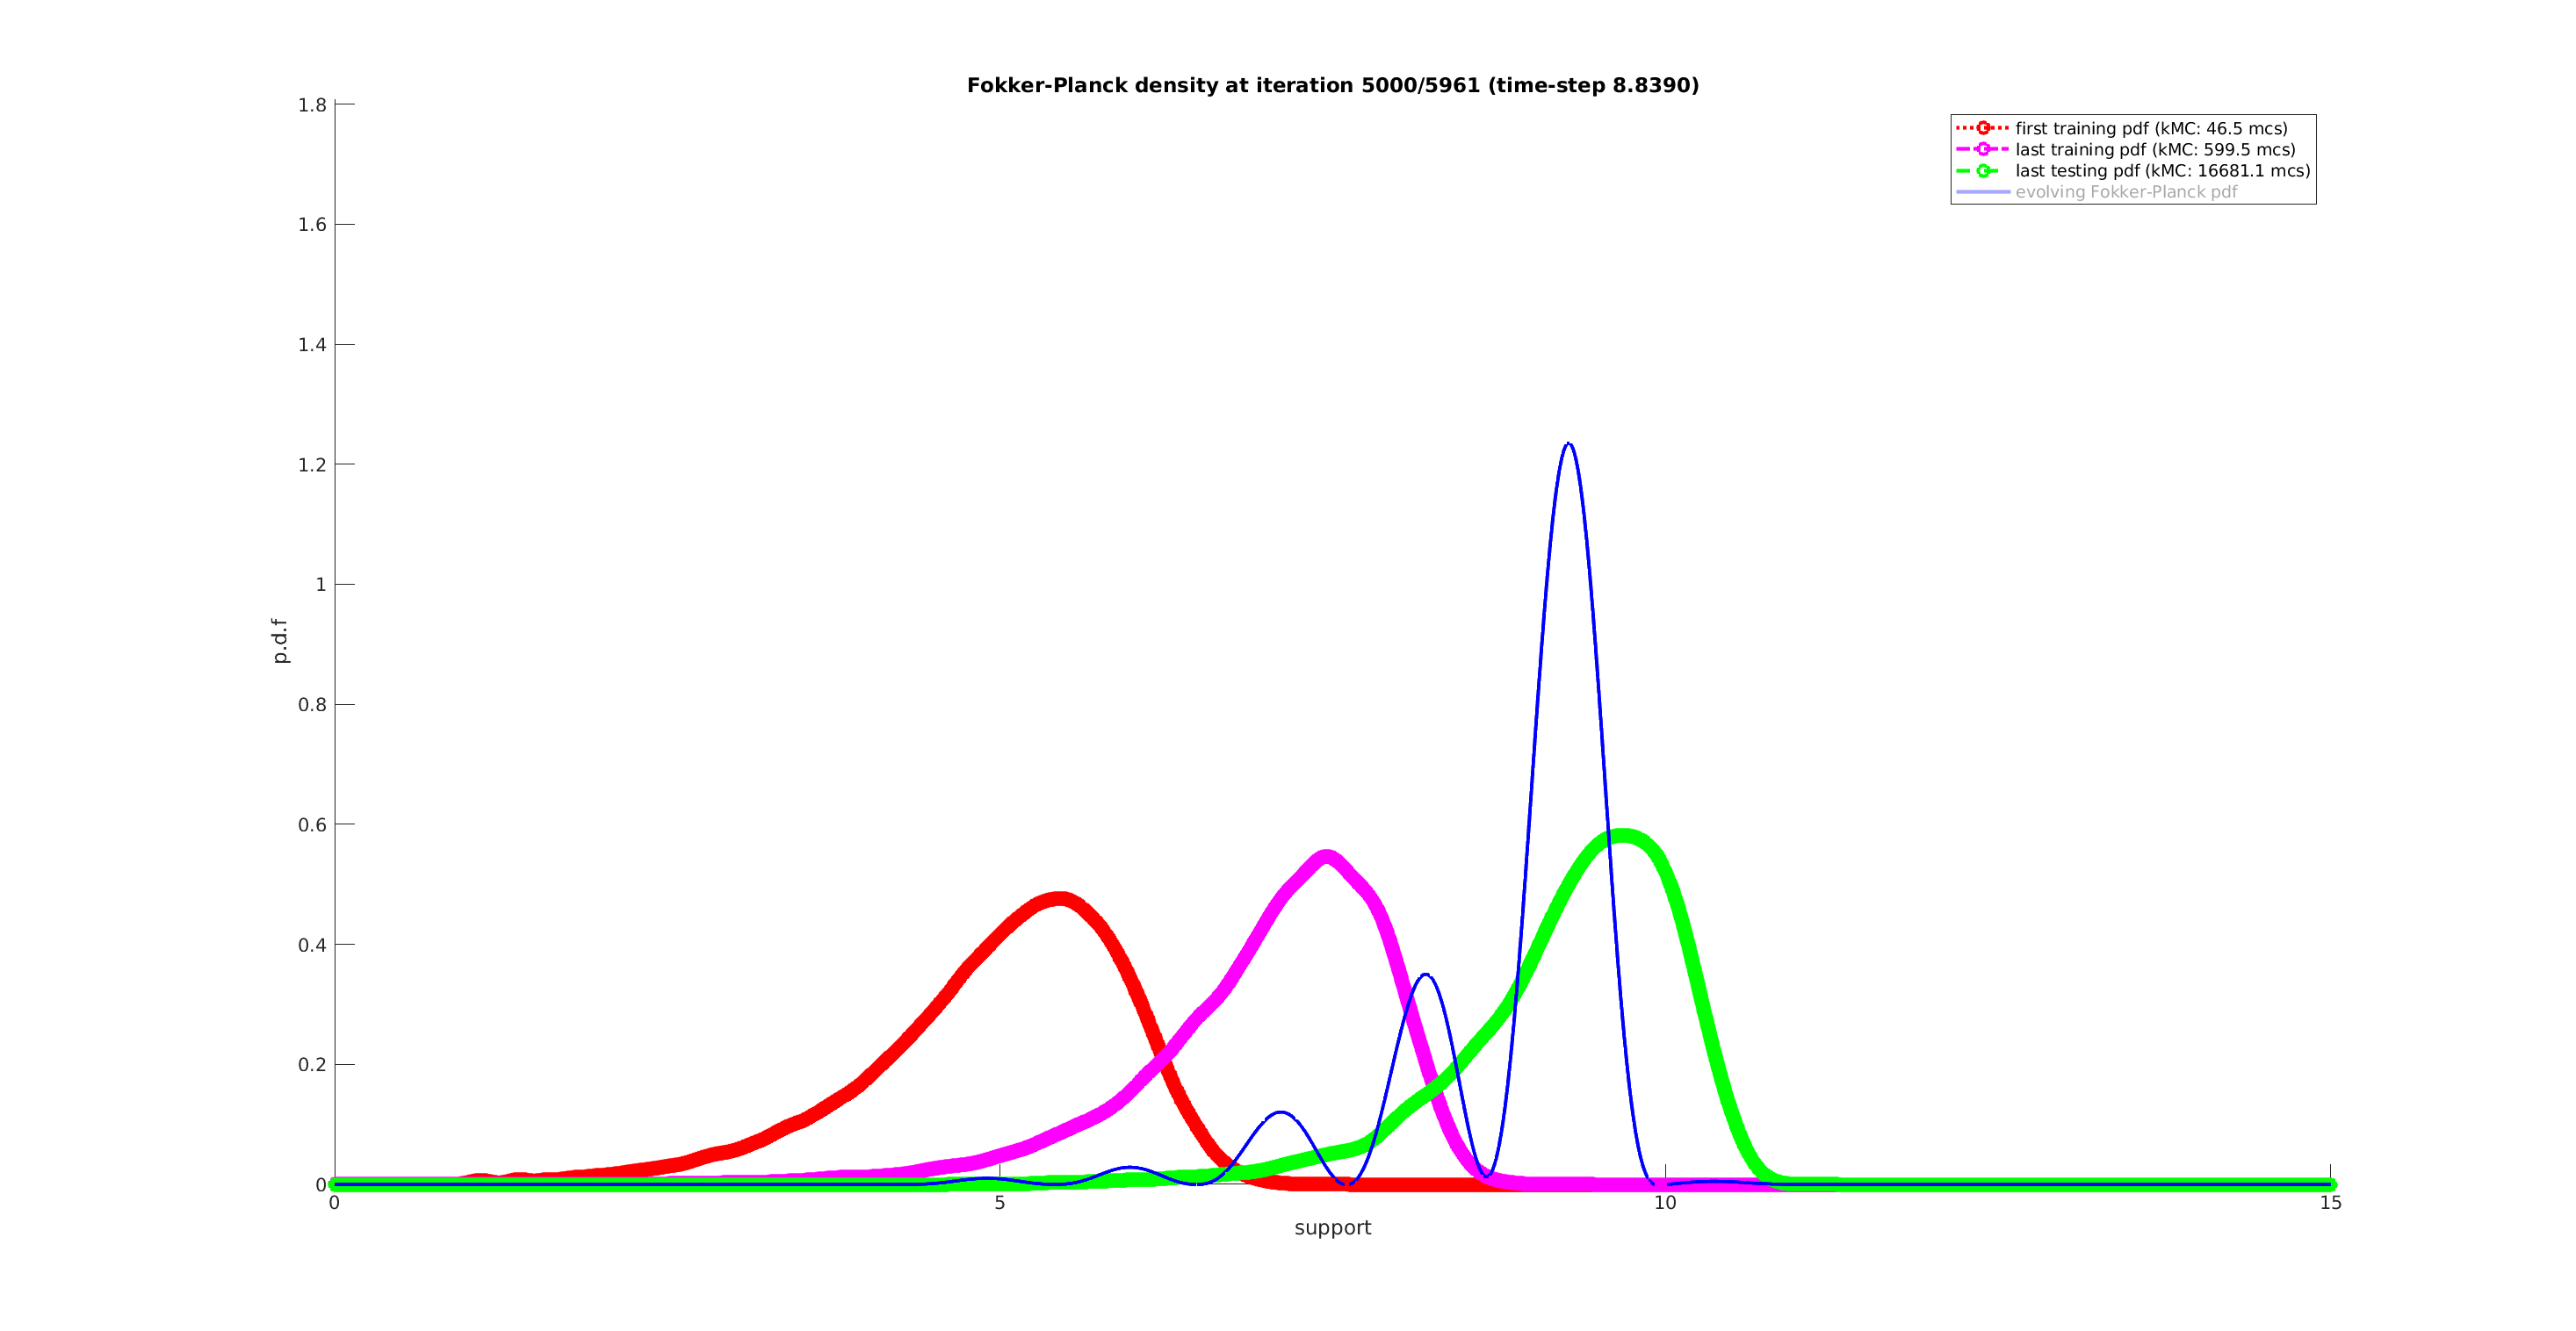 Fokker-Planck density at iteration 5000/5961 (time-step 8.8390)
1.8
1.6
1.4
1.2
1
0.8
0.6
0.4
0.2
0
p.d.f
first training pdf (kMC: 46.5 mcs)
last training pdf (kMC: 599.5 mcs)
last testing pdf (kMC: 16681.1 mcs)
evolving Fokker-Planck pdf
0 5 10 15
support